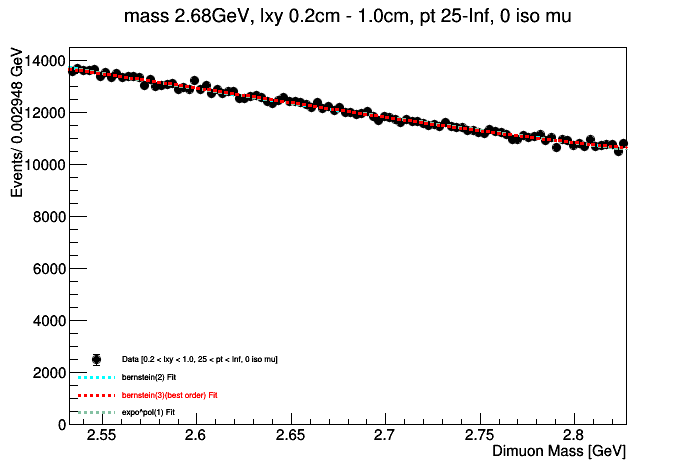 mass 2.68GeV, lxy 0.2cm - 1.0cm, pt 25-Inf, 0 iso mu
Events/ 0.002948 GeV
14000
12000
10000
8000
6000
4000
2000
0
Data [0.2 < lxy < 1.0, 25 < pt < Inf, 0 iso mu]
bernstein(2) Fit
bernstein(3)(best order) Fit
expo^pol(1) Fit
2.55 2.6 2.65 2.7 2.75 2.8
Dimuon Mass [GeV]